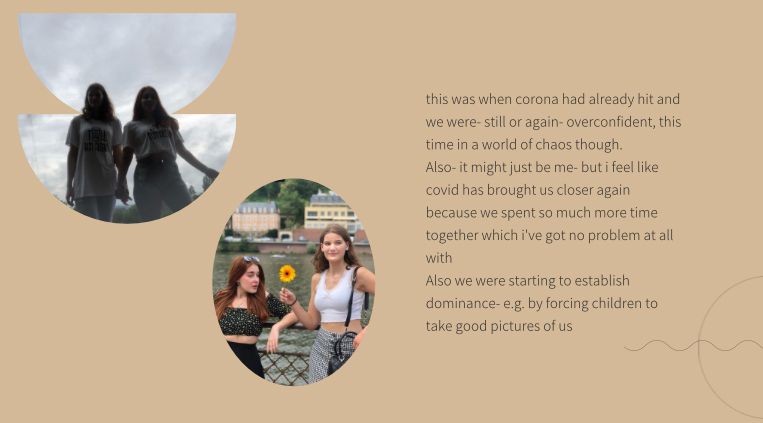 this was when corona had already hit and
we were- still or again- overconfident, this
time in a world of chaos though.
Also- it might just be me- but i feel like
covid has brought us closer again
because we spent so much more time
together which i've got no problem at all
with
Also we were starting to establish
dominance- e.g. by forcing children to
take good pictures of us